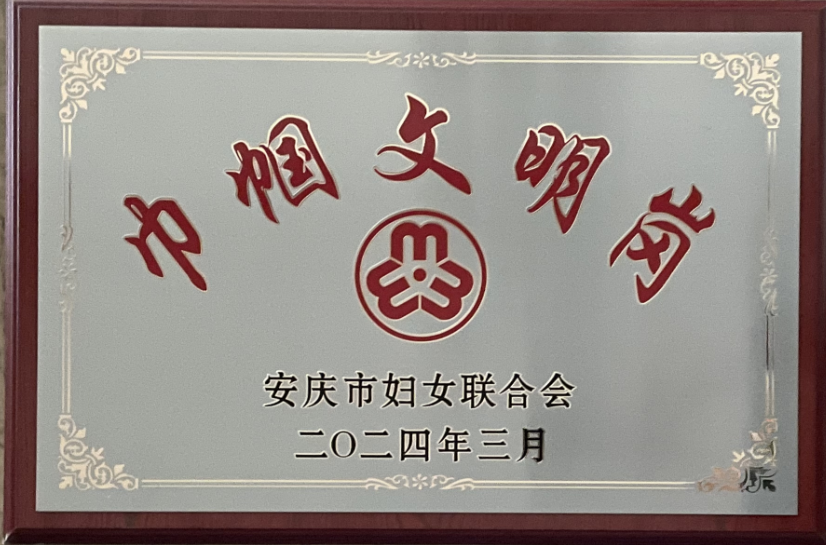 巾帼文明岗
安庆市妇女联合会
二〇二四年三月